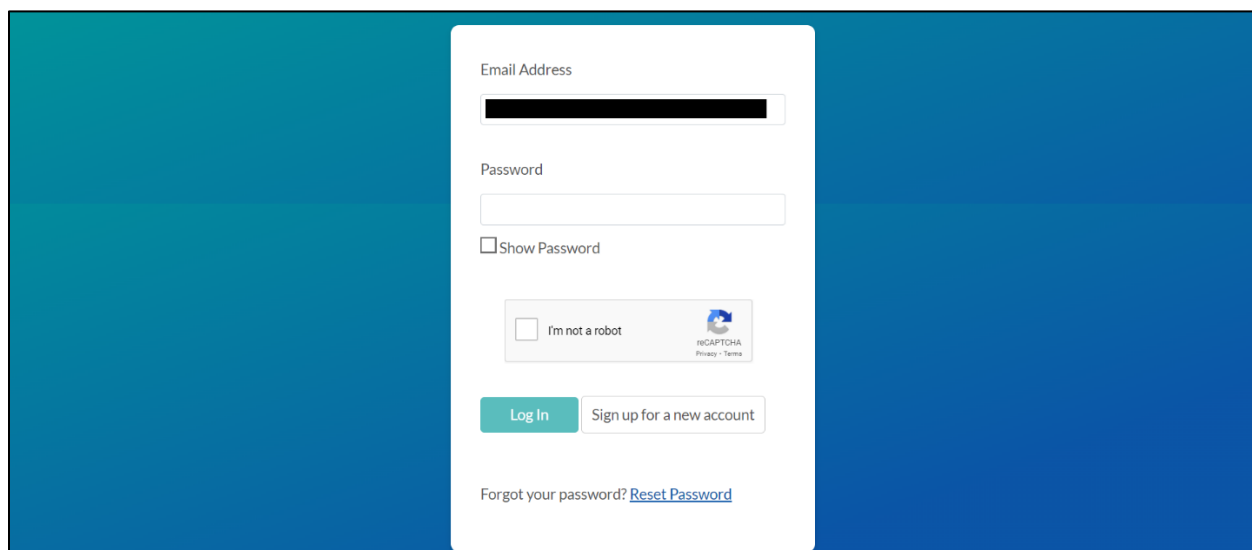 Email Address
Password
Show Password
I'm not a robot
reCAPTCHA
Privacy - Terms
Log In
Sign up for a new account
Forgot your password? Reset Password